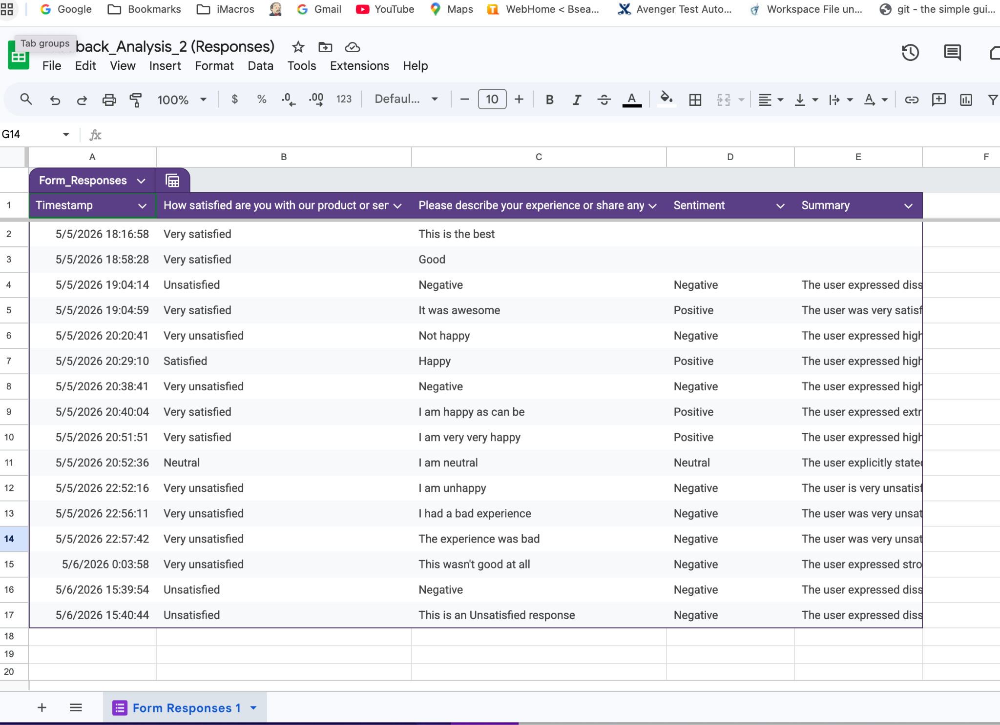 Google Bookmarks iMacros Gmail YouTube Maps WebHome < Bsea... Avenger Test Auto... Workspace File un... git - the simple gui...
Tab groups
back_Analysis_2 (Responses)
File Edit View Insert Format Data Tools Extensions Help
100% $ % .0 .00 123 Defaul... 10 B I S A A
G14 fx
A B C D E F
Form_Responses
1 Timestamp How satisfied are you with our product or ser Please describe your experience or share any Sentiment Summary
2 5/5/2026 18:16:58 Very satisfied This is the best
3 5/5/2026 18:58:28 Very satisfied Good
4 5/5/2026 19:04:14 Unsatisfied Negative Negative The user expressed diss
5 5/5/2026 19:04:59 Very satisfied It was awesome Positive The user was very satisf
6 5/5/2026 20:20:41 Very unsatisfied Not happy Negative The user expressed high
7 5/5/2026 20:29:10 Satisfied Happy Positive The user expressed high
8 5/5/2026 20:38:41 Very unsatisfied Negative Negative The user expressed high
9 5/5/2026 20:40:04 Very satisfied I am happy as can be Positive The user expressed extr
10 5/5/2026 20:51:51 Very satisfied I am very very happy Positive The user expressed high
11 5/5/2026 20:52:36 Neutral I am neutral Neutral The user explicitly stated
12 5/5/2026 22:52:16 Very unsatisfied I am unhappy Negative The user is very unsatisf
13 5/5/2026 22:56:11 Very unsatisfied I had a bad experience Negative The user was very unsat
14 5/5/2026 22:57:42 Very unsatisfied The experience was bad Negative The user was very unsat
15 5/6/2026 0:03:58 Very unsatisfied This wasn't good at all Negative The user expressed stro
16 5/6/2026 15:39:54 Unsatisfied Negative Negative The user expressed diss
17 5/6/2026 15:40:44 Unsatisfied This is an Unsatisfied response Negative The user expressed diss
18
19
20
Form Responses 1